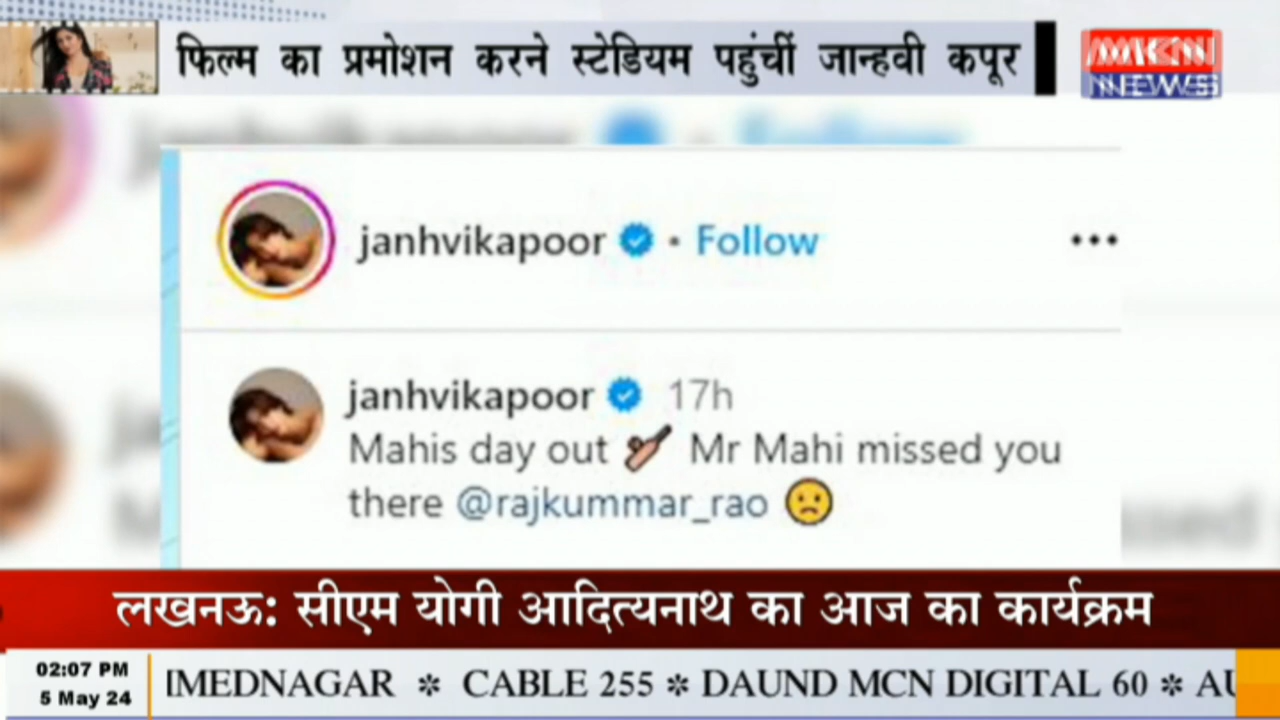 फिल्म का प्रमोशन करने स्टेडियम पहुंचीं जान्हवी कपूर
NEWS
janhvikapoor • Follow
janhvikapoor 17h
Mahis day out 🏏 Mr Mahi missed you
there @rajkummar_rao 🙁
लखनऊ: सीएम योगी आदित्यनाथ का आज का कार्यक्रम
02:07 PM
5 May 24
IMEDNAGAR * CABLE 255 * DAUND MCN DIGITAL 60 * AU